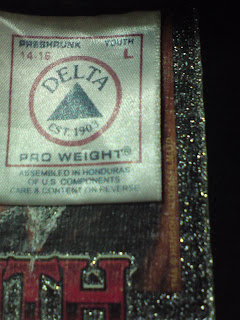 PRESHRUNK YOUTH
14-16 L
DELTA
EST. 1903
PRO WEIGHT®
ASSEMBLED IN HONDURAS
OF U.S. COMPONENTS
CARE & CONTENT ON REVERSE